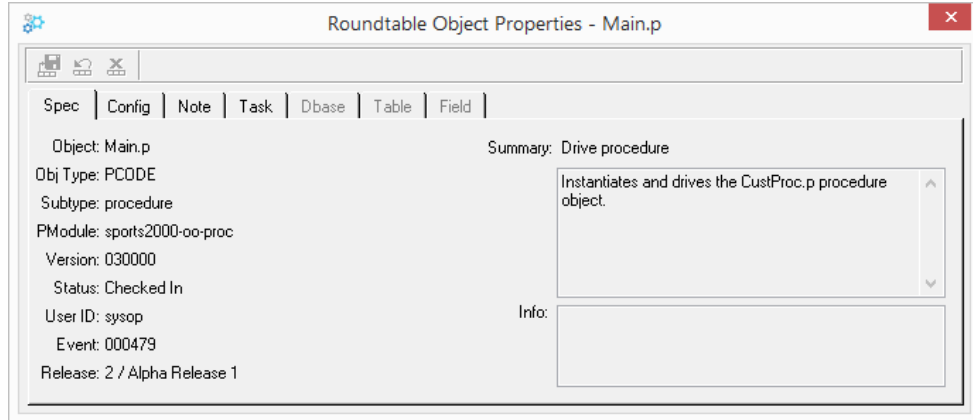 Roundtable Object Properties - Main.p
Spec Config Note Task Dbase Table Field
Object: Main.p
Obj Type: PCODE
Subtype: procedure
PModule: sports2000-oo-proc
Version: 030000
Status: Checked In
User ID: sysop
Event: 000479
Release: 2 / Alpha Release 1
Summary: Drive procedure
Instantiates and drives the CustProc.p procedure
object.
Info: